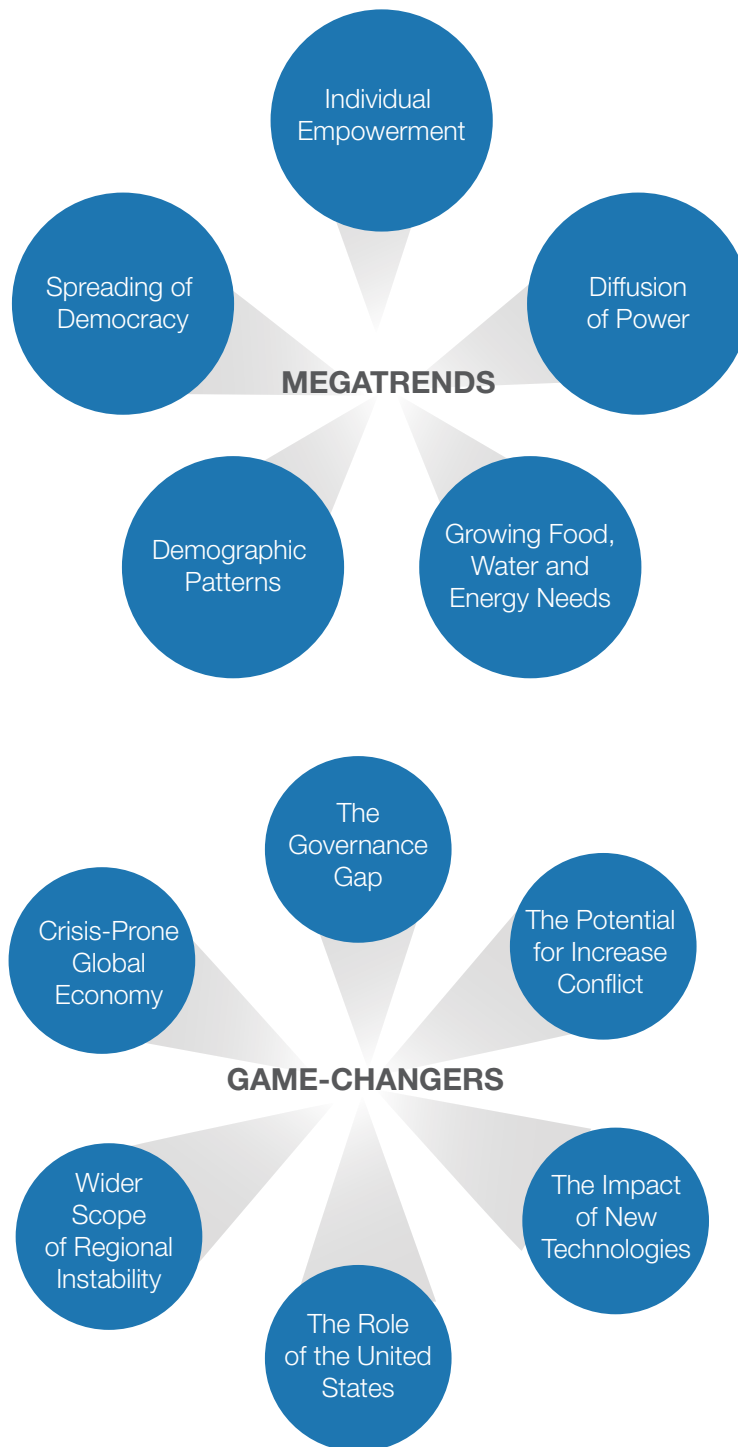 Individual
Empowerment
Spreading of
Democracy
Diffusion
of Power
MEGATRENDS
Demographic
Patterns
Growing Food,
Water and
Energy Needs
The
Governance
Gap
Crisis-Prone
Global
Economy
The Potential
for Increase
Conflict
GAME-CHANGERS
Wider
Scope
of Regional
Instability
The Impact
of New
Technologies
The Role
of the United
States